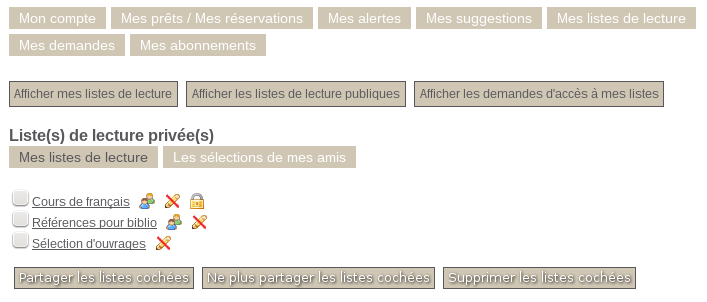 Mon compte Mes prêts / Mes réservations Mes alertes Mes suggestions Mes listes de lecture
Mes demandes Mes abonnements
Afficher mes listes de lecture Afficher les listes de lecture publiques Afficher les demandes d'accès à mes listes
Liste(s) de lecture privée(s)
Mes listes de lecture Les sélections de mes amis
Cours de français
Références pour biblio
Sélection d'ouvrages
Partager les listes cochées Ne plus partager les listes cochées Supprimer les listes cochées